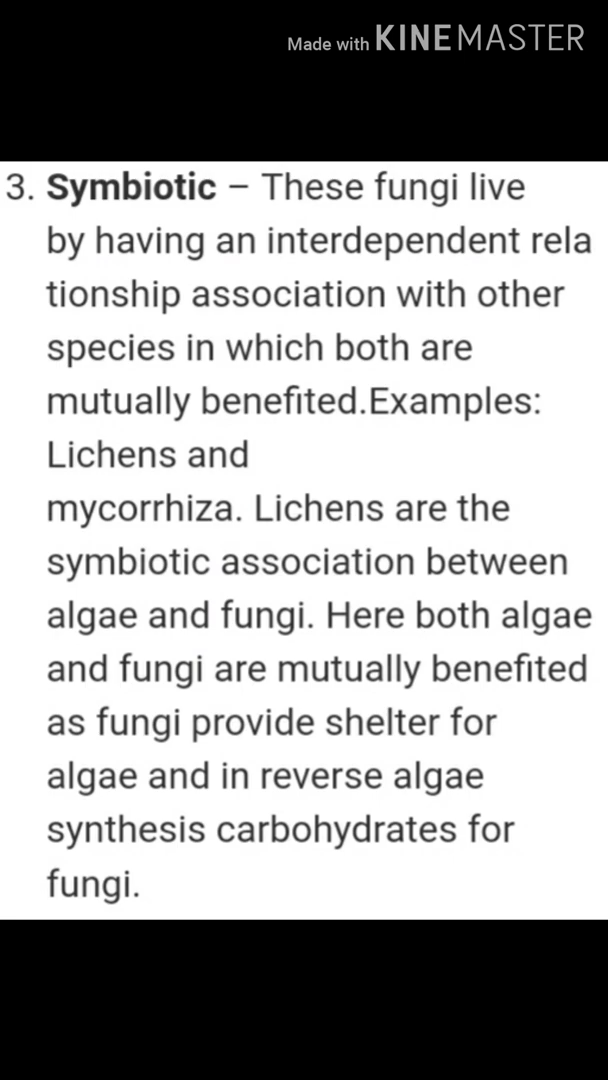 Made with KINEMASTER
3. Symbiotic – These fungi live
by having an interdependent rela
tionship association with other
species in which both are
mutually benefited.Examples:
Lichens and
mycorrhiza. Lichens are the
symbiotic association between
algae and fungi. Here both algae
and fungi are mutually benefited
as fungi provide shelter for
algae and in reverse algae
synthesis carbohydrates for
fungi.